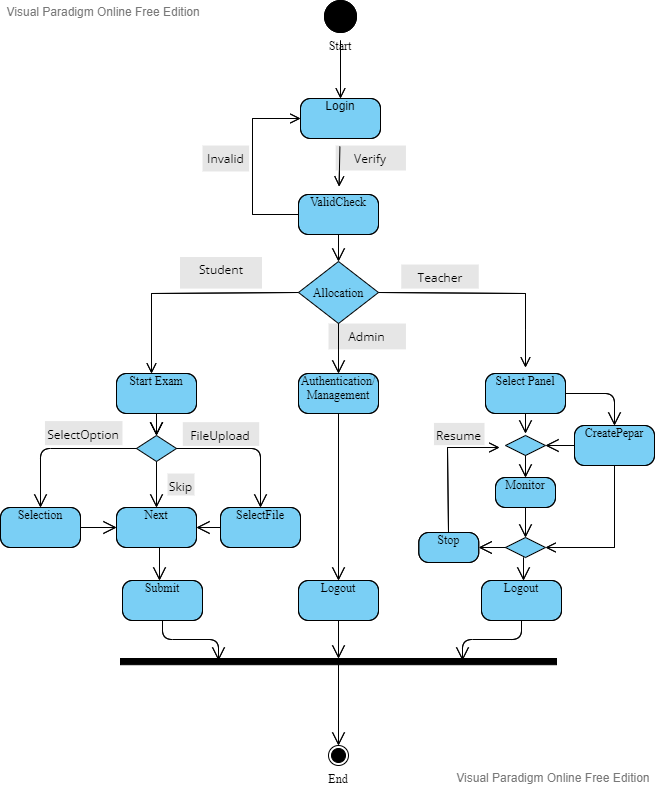 Visual Paradigm Online Free Edition
Start
Login
Invalid
Verify
ValidCheck
Student
Allocation
Teacher
Admin
Start Exam
Authentication/
Management
Select Panel
SelectOption
FileUpload
Resume
CreatePepar
Skip
Monitor
Selection
Next
SelectFile
Stop
Submit
Logout
Logout
End
Visual Paradigm Online Free Edition